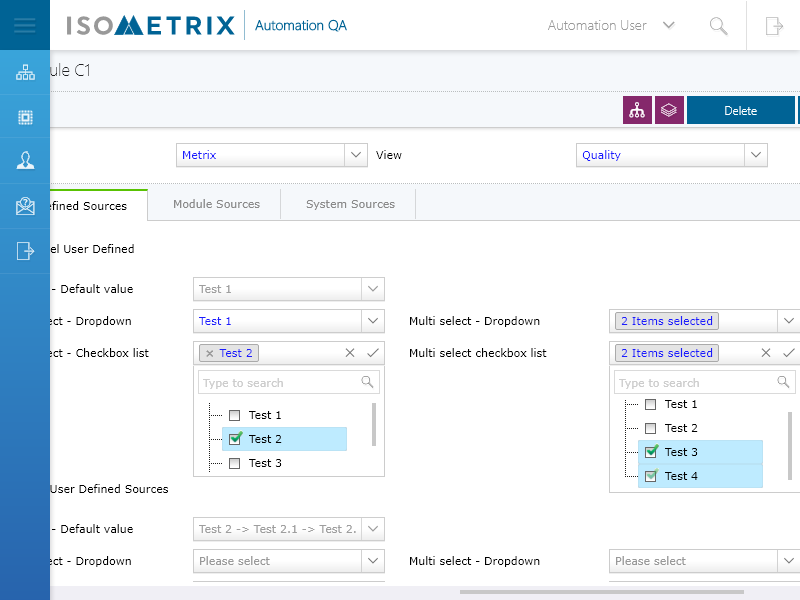 ISOMETRIX Automation QA Automation User
ule C1
Delete
Metrix View Quality
efined Sources Module Sources System Sources
el User Defined
- Default value Test 1
ect - Dropdown Test 1 Multi select - Dropdown 2 Items selected
ect - Checkbox list × Test 2 Multi select checkbox list 2 Items selected
Type to search Type to search
Test 1 Test 1
Test 2 Test 2
Test 3 Test 3
Test 4
User Defined Sources
- Default value Test 2 -> Test 2.1 -> Test 2.
ect - Dropdown Please select Multi select - Dropdown Please select